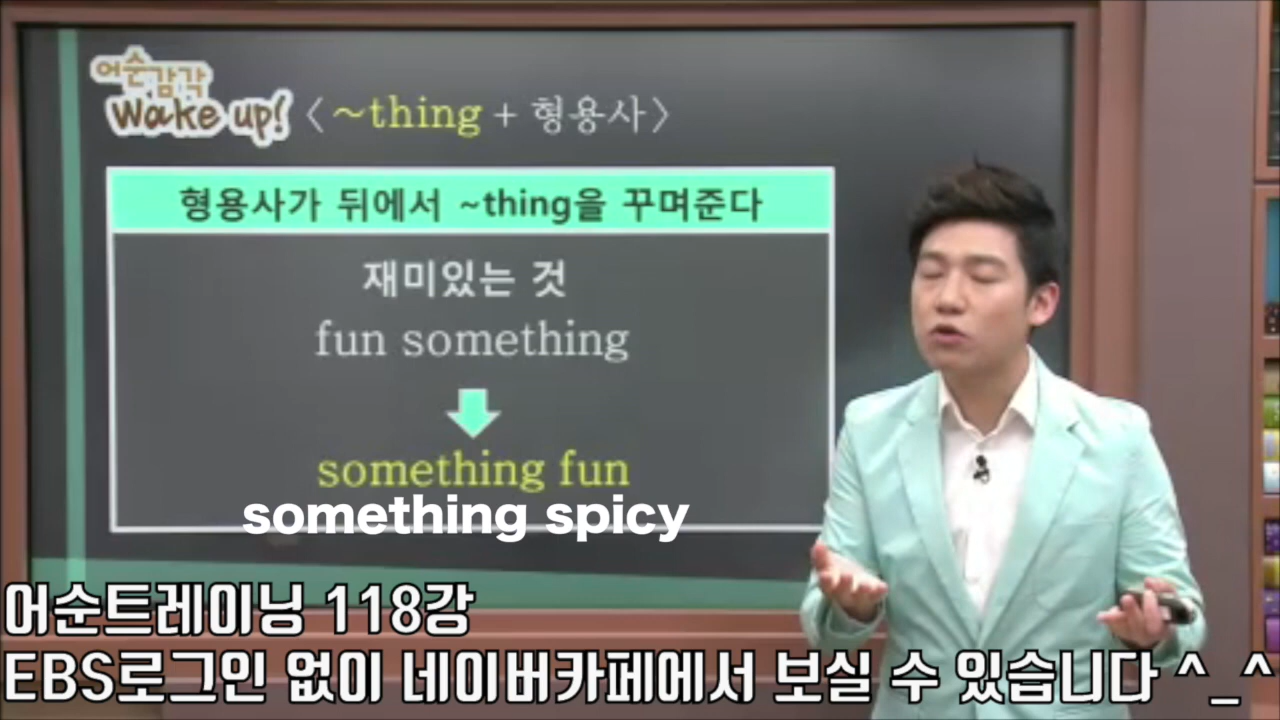 어순감각
Wake up! < ~thing + 형용사 >
형용사가 뒤에서 ~thing을 꾸며준다
재미있는 것
fun something
something fun
something spicy
어순트레이닝 118강
EBS로그인 없이 네이버카페에서 보실 수 있습니다 ^_^